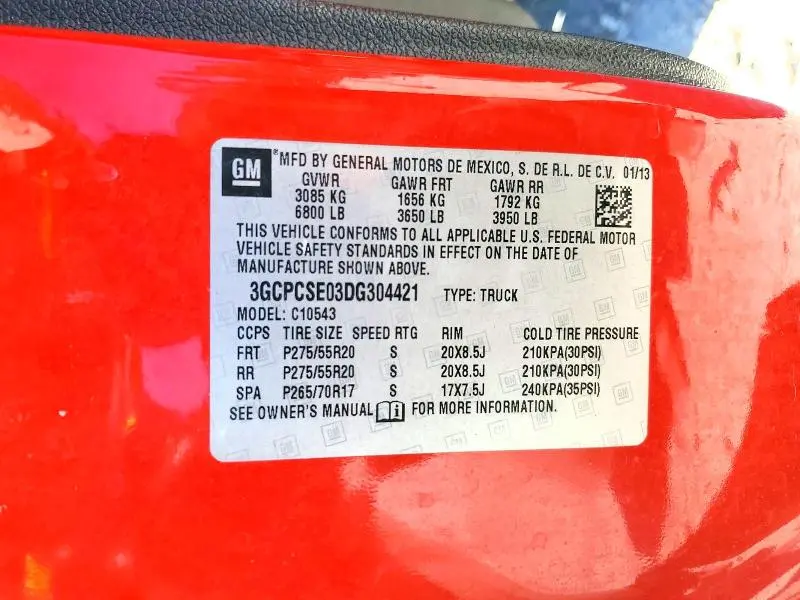 GM ®MFD BY GENERAL MOTORS DE MEXICO, S. DE R.L. DE C.V. 01/13
GVWR GAWR FRT GAWR RR
3085 KG 1656 KG 1792 KG
6800 LB 3650 LB 3950 LB
THIS VEHICLE CONFORMS TO ALL APPLICABLE U.S. FEDERAL MOTOR
VEHICLE SAFETY STANDARDS IN EFFECT ON THE DATE OF
MANUFACTURE SHOWN ABOVE.
3GCPCSE03DG304421 TYPE: TRUCK
MODEL: C10543
CCPS TIRE SIZE SPEED RTG RIM COLD TIRE PRESSURE
FRT P275/55R20 S 20X8.5J 210KPA(30PSI)
RR P275/55R20 S 20X8.5J 210KPA(30PSI)
SPA P265/70R17 S 17X7.5J 240KPA(35PSI)
SEE OWNER'S MANUAL i FOR MORE INFORMATION.